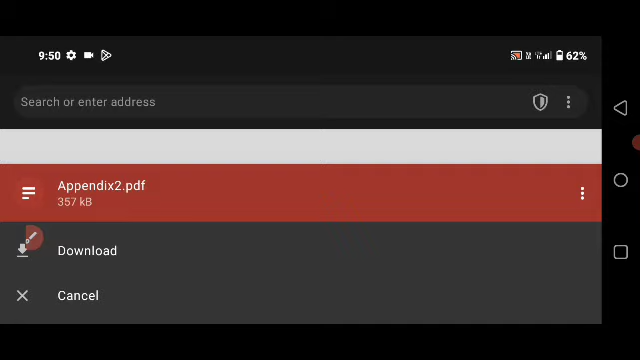 9:50
62%
Search or enter address
Appendix2.pdf
357 kB
Download
Cancel